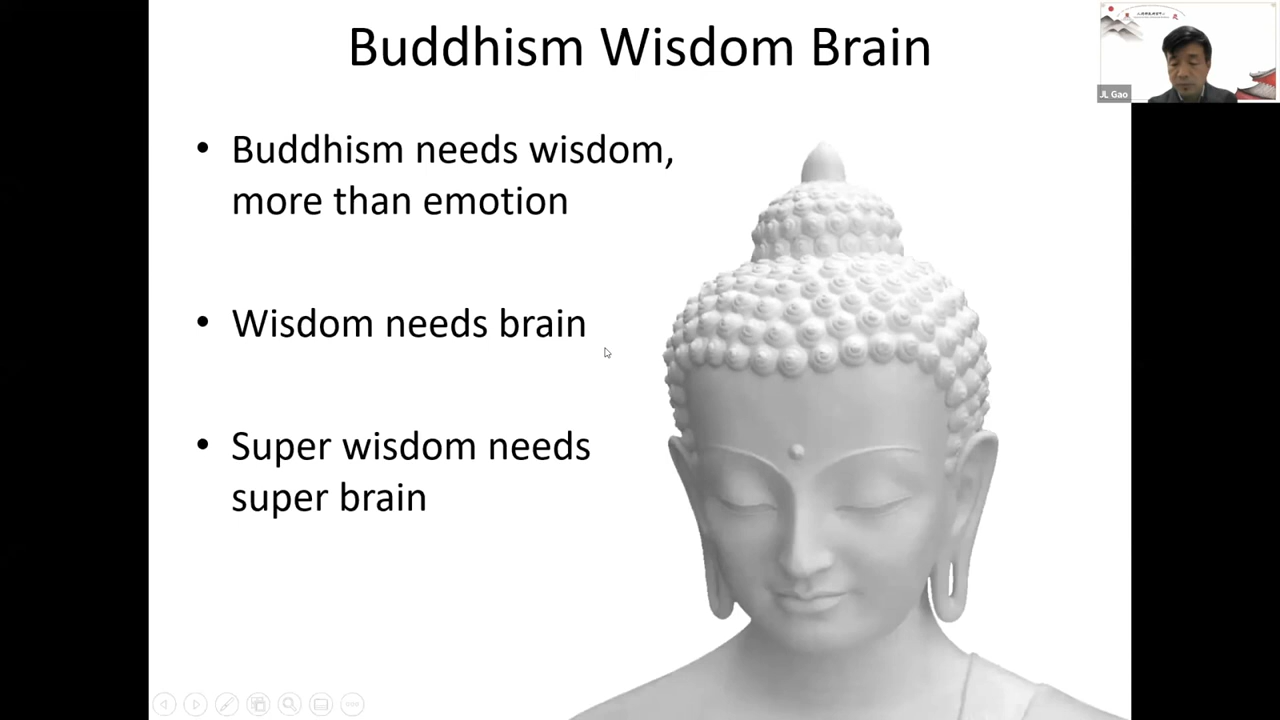 Buddhism Wisdom Brain
• Buddhism needs wisdom,
more than emotion
• Wisdom needs brain
• Super wisdom needs
super brain
JL Gao